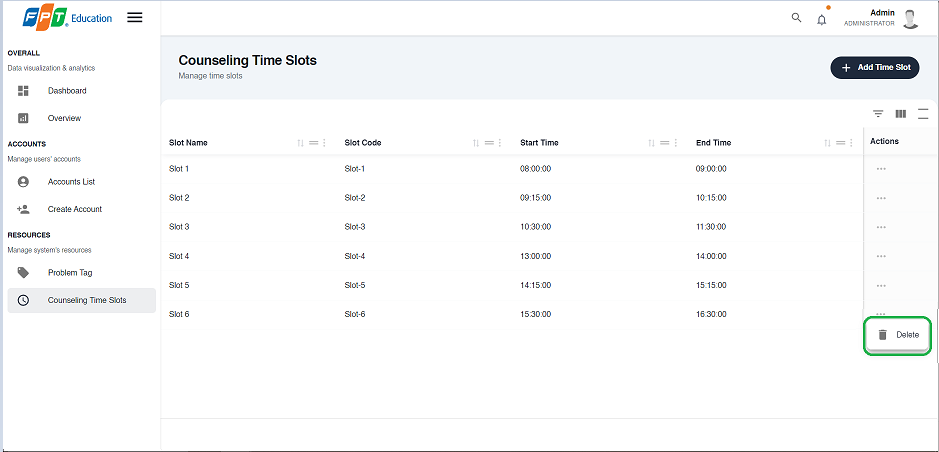 FPT Education
Admin
ADMINISTRATOR
OVERALL
Data visualization & analytics
Dashboard
Overview
ACCOUNTS
Manage users' accounts
Accounts List
Create Account
RESOURCES
Manage system's resources
Problem Tag
Counseling Time Slots
Counseling Time Slots
Manage time slots
+ Add Time Slot
Slot Name Slot Code Start Time End Time Actions
Slot 1 Slot-1 08:00:00 09:00:00 ...
Slot 2 Slot-2 09:15:00 10:15:00 ...
Slot 3 Slot-3 10:30:00 11:30:00 ...
Slot 4 Slot-4 13:00:00 14:00:00 ...
Slot 5 Slot-5 14:15:00 15:15:00 ...
Slot 6 Slot-6 15:30:00 16:30:00 ...
Delete